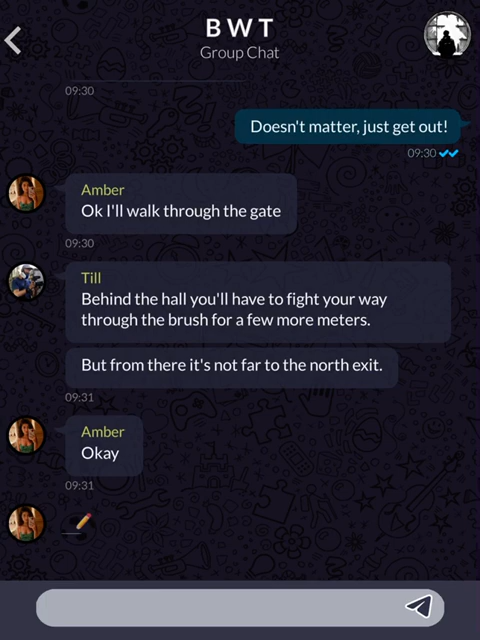 BWT
Group Chat
09:30
Doesn't matter, just get out!
09:30
Amber
Ok I'll walk through the gate
09:30
Till
Behind the hall you'll have to fight your way
through the brush for a few more meters.
But from there it's not far to the north exit.
09:31
Amber
Okay
09:31